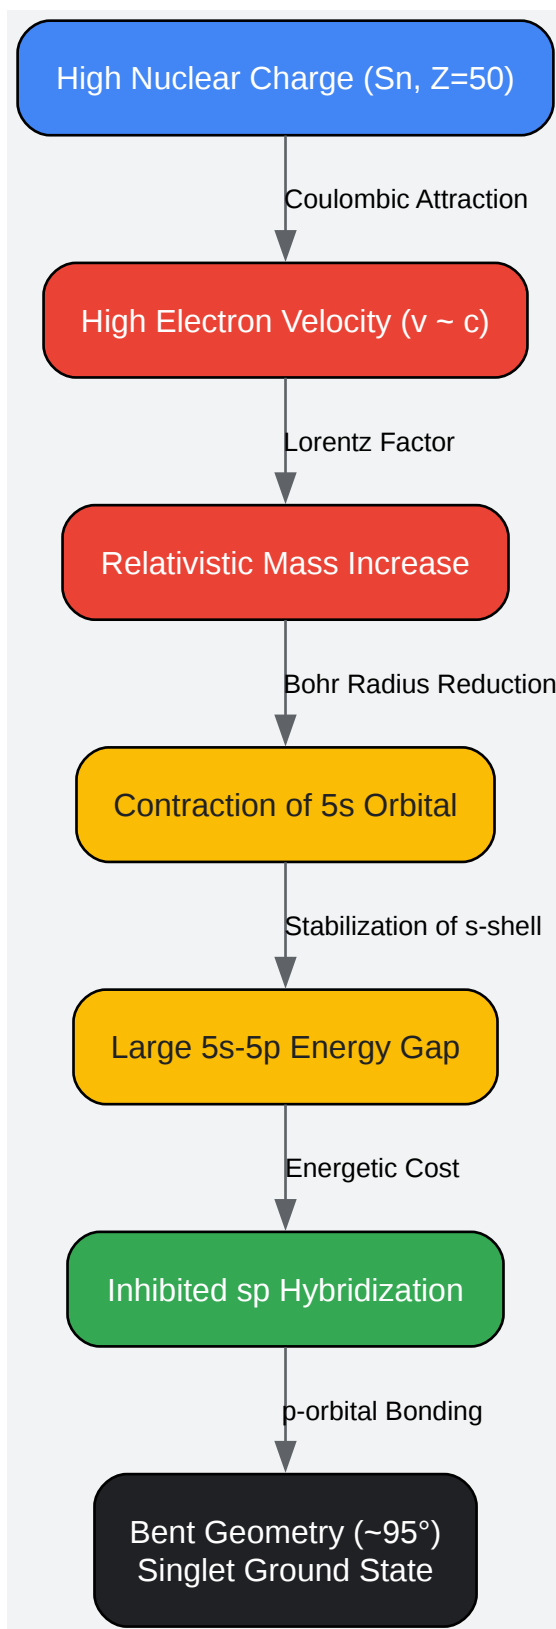 High Nuclear Charge (Sn, Z=50)
Coulombic Attraction
High Electron Velocity (v ~ c)
Lorentz Factor
Relativistic Mass Increase
Bohr Radius Reduction
Contraction of 5s Orbital
Stabilization of s-shell
Large 5s-5p Energy Gap
Energetic Cost
Inhibited sp Hybridization
p-orbital Bonding
Bent Geometry (~95°)
Singlet Ground State